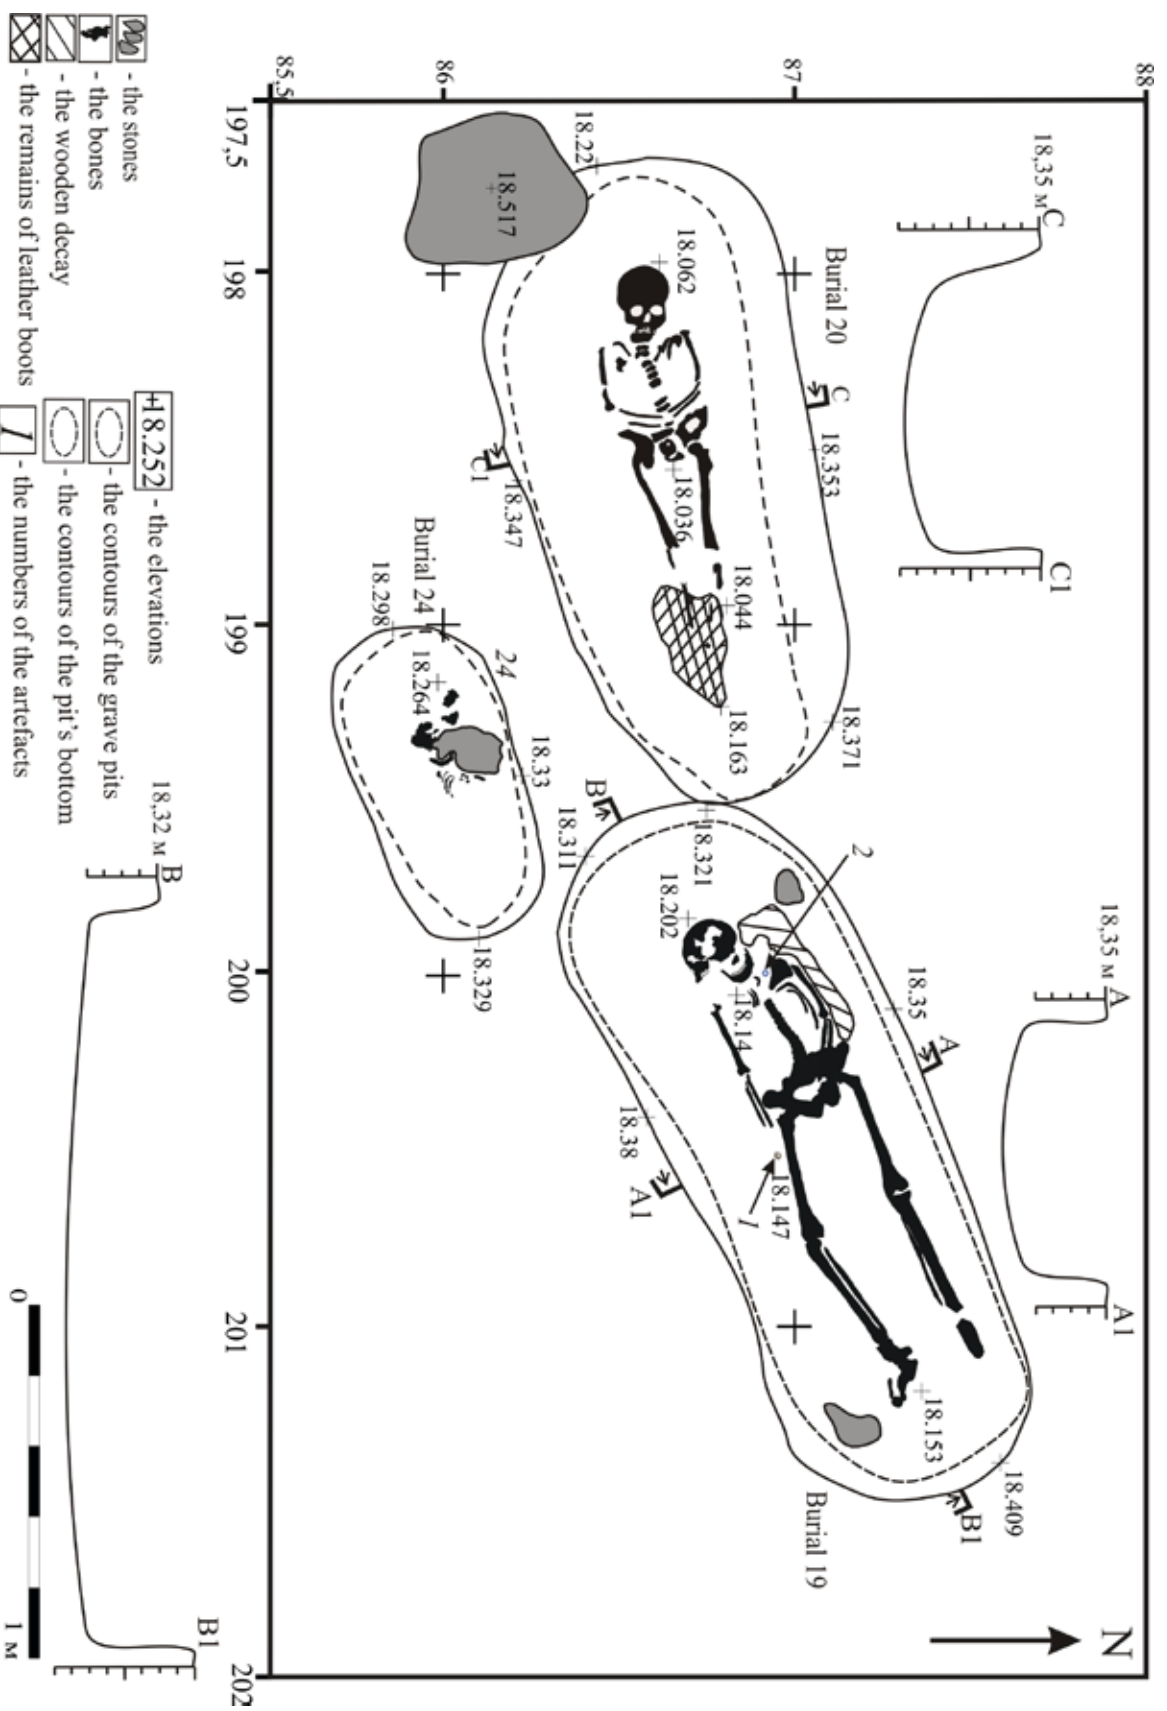 N
88
87
86
85,5
197,5
198
199
200
201
202
18,35 м
C
C1
18,35 м
A
A1
Burial 20
C
18.353
18.22
18.517
18.062
18.036
18.044
18.163
18.371
C1
18.347
Burial 24
18.298
24
18.264
18.33
18.329
B
18.311
18.321
2
18.202
18.14
18.35
A
18.38
A1
18.147
1
18.153
18.409
B1
Burial 19
18,32 м
B
B1
- the stones
- the bones
- the wooden decay
- the remains of leather boots
+18.252 - the elevations
- the contours of the grave pits
- the contours of the pit's bottom
1 - the numbers of the artefacts
0
1 м